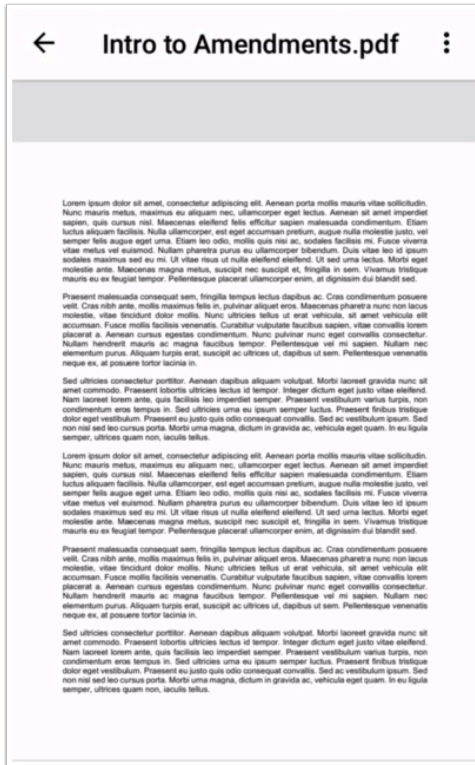 Intro to Amendments.pdf
Lorem ipsum dolor sit amet, consectetur adipiscing elit. Aenean porta mollis mauris vitae sollicitudin.
Nunc mauris metus, maximus eu aliquam nec, ullamcorper eget lectus. Aenean sit amet imperdiet
sapien, quis cursus nisl. Maecenas eleifend felis efficitur sapien malesuada condimentum. Etiam
luctus aliquam facilisis. Nulla ullamcorper, est eget accumsan pretium, augue nulla molestie justo, vel
semper felis augue eget urna. Etiam leo odio, mollis quis nisi ac, sodales facilisis mi. Fusce viverra
vitae metus vel euismod. Nullam pharetra purus eu ullamcorper bibendum. Duis vitae leo id ipsum
sodales maximus sed eu mi. Ut vitae risus ut nulla eleifend eleifend. Ut sed urna lectus. Morbi eget
molestie ante. Maecenas magna metus, suscipit nec suscipit et, fringilla in sem. Vivamus tristique
mauris eu ex feugiat tempor. Pellentesque ullamcorper enim, at dignissim dui blandit sed.
Praesent malesuada consequat sem, fringilla tempus lectus dapibus ac. Cras condimentum posuere
velit. Cras nibh ante, mollis maximus felis in, pulvinar aliquet eros. Maecenas pharetra nunc non lacus
molestie, vitae tincidunt dolor mollis. Nunc ultricies tellus ut erat vehicula, sit amet vehicula elit
accumsan. Fusce mollis facilisis venenatis. Curabitur vulputate faucibus sapien, vitae convallis lorem
placerat a. Aenean cursus egestas condimentum. Nunc pulvinar nunc eget convallis consectetur.
Nullam hendrerit mauris ac magna faucibus tempor. Pellentesque vel mi sapien. Nullam nec
elementum purus. Aliquam turpis erat, suscipit ac ultrices ut, dapibus ut sem. Pellentesque venenatis
neque ex, at posuere tortor lacinia in.
Sed ultricies consectetur porttitor. Aenean dapibus aliquam volutpat. Morbi laoreet gravida nunc sit
amet commodo. Praesent lobortis ultricies lectus id tempor. Integer dictum eget justo vitae eleifend.
Nam laoreet lorem ante, quis facilisis leo imperdiet semper. Praesent vestibulum varius turpis, non
condimentum eros tempus in. Sed ultricies urna eu ipsum semper luctus. Praesent finibus tristique
dolor eget vestibulum. Praesent eu justo quis odio consequat convallis. Sed ac vestibulum ipsum. Sed
non nisl sed leo cursus porta. Morbi urna magna, dictum in gravida ac, vehicula eget quam. In eu ligula
semper, ultrices quam non, iaculis tellus.
Lorem ipsum dolor sit amet, consectetur adipiscing elit. Aenean porta mollis mauris vitae sollicitudin.
Nunc mauris metus, maximus eu aliquam nec, ullamcorper eget lectus. Aenean sit amet imperdiet
sapien, quis cursus nisl. Maecenas eleifend felis efficitur sapien malesuada condimentum. Etiam
luctus aliquam facilisis. Nulla ullamcorper, est eget accumsan pretium, augue nulla molestie justo, vel
semper felis augue eget urna. Etiam leo odio, mollis quis nisi ac, sodales facilisis mi. Fusce viverra
vitae metus vel euismod. Nullam pharetra purus eu ullamcorper bibendum. Duis vitae leo id ipsum
sodales maximus sed eu mi. Ut vitae risus ut nulla eleifend eleifend. Ut sed urna lectus. Morbi eget
molestie ante. Maecenas magna metus, suscipit nec suscipit et, fringilla in sem. Vivamus tristique
mauris eu ex feugiat tempor. Pellentesque ullamcorper enim, at dignissim dui blandit sed.
Praesent malesuada consequat sem, fringilla tempus lectus dapibus ac. Cras condimentum posuere
velit. Cras nibh ante, mollis maximus felis in, pulvinar aliquet eros. Maecenas pharetra nunc non lacus
molestie, vitae tincidunt dolor mollis. Nunc ultricies tellus ut erat vehicula, sit amet vehicula elit
accumsan. Fusce mollis facilisis venenatis. Curabitur vulputate faucibus sapien, vitae convallis lorem
placerat a. Aenean cursus egestas condimentum. Nunc pulvinar nunc eget convallis consectetur.
Nullam hendrerit mauris ac magna faucibus tempor. Pellentesque vel mi sapien. Nullam nec
elementum purus. Aliquam turpis erat, suscipit ac ultrices ut, dapibus ut sem. Pellentesque venenatis
neque ex, at posuere tortor lacinia in.
Sed ultricies consectetur porttitor. Aenean dapibus aliquam volutpat. Morbi laoreet gravida nunc sit
amet commodo. Praesent lobortis ultricies lectus id tempor. Integer dictum eget justo vitae eleifend.
Nam laoreet lorem ante, quis facilisis leo imperdiet semper. Praesent vestibulum varius turpis, non
condimentum eros tempus in. Sed ultricies urna eu ipsum semper luctus. Praesent finibus tristique
dolor eget vestibulum. Praesent eu justo quis odio consequat convallis. Sed ac vestibulum ipsum. Sed
non nisl sed leo cursus porta. Morbi urna magna, dictum in gravida ac, vehicula eget quam. In eu ligula
semper, ultrices quam non, iaculis tellus.